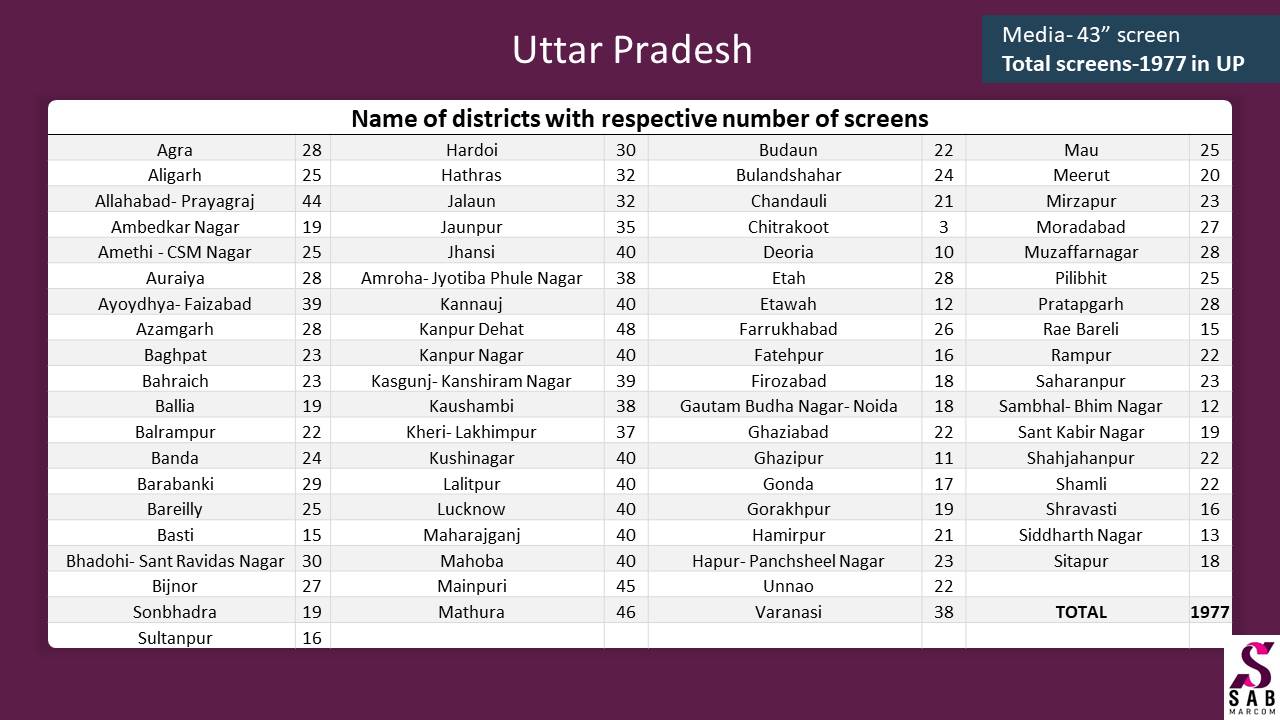 Uttar Pradesh
Media- 43” screen
Total screens-1977 in UP
Name of districts with respective number of screens
Agra 28 Hardoi 30 Budaun 22 Mau 25
Aligarh 25 Hathras 32 Bulandshahar 24 Meerut 20
Allahabad- Prayagraj 44 Jalaun 32 Chandauli 21 Mirzapur 23
Ambedkar Nagar 19 Jaunpur 35 Chitrakoot 3 Moradabad 27
Amethi - CSM Nagar 25 Jhansi 40 Deoria 10 Muzaffarnagar 28
Auraiya 28 Amroha- Jyotiba Phule Nagar 38 Etah 28 Pilibhit 25
Ayoydhya- Faizabad 39 Kannauj 40 Etawah 12 Pratapgarh 28
Azamgarh 28 Kanpur Dehat 48 Farrukhabad 26 Rae Bareli 15
Baghpat 23 Kanpur Nagar 40 Fatehpur 16 Rampur 22
Bahraich 23 Kasgunj- Kanshiram Nagar 39 Firozabad 18 Saharanpur 23
Ballia 19 Kaushambi 38 Gautam Budha Nagar- Noida 18 Sambhal- Bhim Nagar 12
Balrampur 22 Kheri- Lakhimpur 37 Ghaziabad 22 Sant Kabir Nagar 19
Banda 24 Kushinagar 40 Ghazipur 11 Shahjahanpur 22
Barabanki 29 Lalitpur 40 Gonda 17 Shamli 22
Bareilly 25 Lucknow 40 Gorakhpur 19 Shravasti 16
Basti 15 Maharajganj 40 Hamirpur 21 Siddharth Nagar 13
Bhadohi- Sant Ravidas Nagar 30 Mahoba 40 Hapur- Panchsheel Nagar 23 Sitapur 18
Bijnor 27 Mainpuri 45 Unnao 22
Sonbhadra 19 Mathura 46 Varanasi 38 TOTAL 1977
Sultanpur 16
SAB
MARCOM